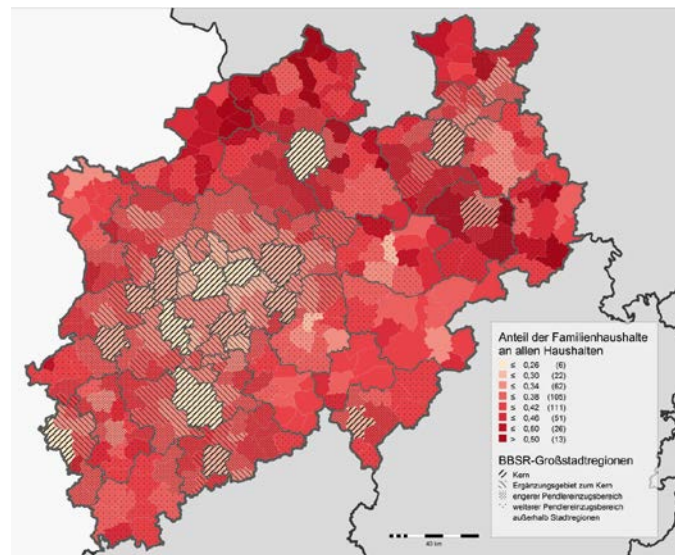 Anteil der Familienhaushalte
an allen Haushalten
≤ 0,26 (6)
≤ 0,30 (22)
≤ 0,34 (62)
≤ 0,38 (105)
≤ 0,42 (111)
≤ 0,46 (51)
≤ 0,50 (26)
> 0,50 (13)
BBSR-Großstadtregionen
Kern
Ergänzungsgebiet zum Kern
engerer Pendlereinzugsbereich
weiterer Pendlereinzugsbereich
außerhalb Stadtregionen
40 km